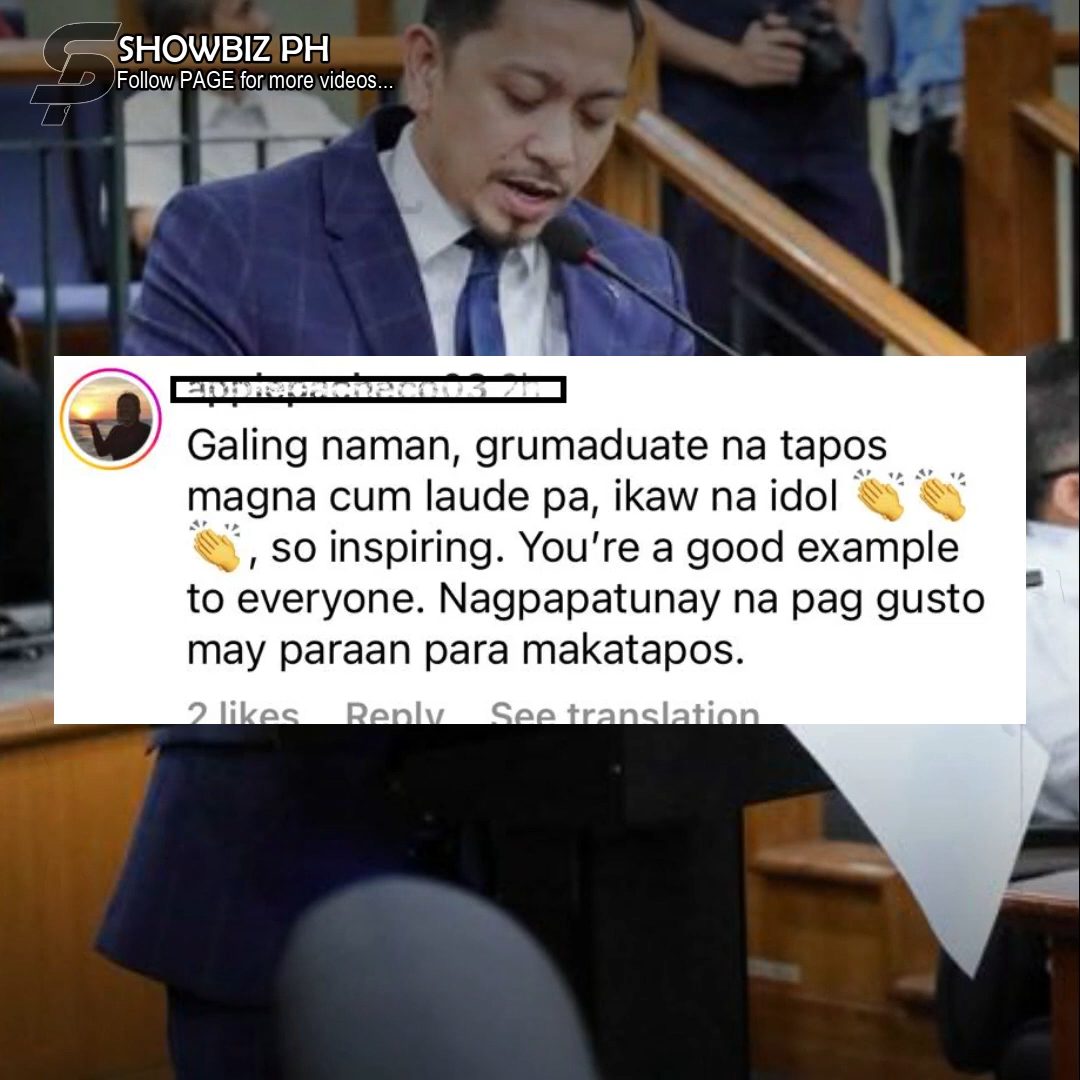 SHOWBIZ PH
Follow PAGE for more videos...
Galing naman, grumaduate na tapos
magna cum laude pa, ikaw na idol 👏👏
👏, so inspiring. You’re a good example
to everyone. Nagpapatunay na pag gusto
may paraan para makatapos.
2 likes Reply See translation